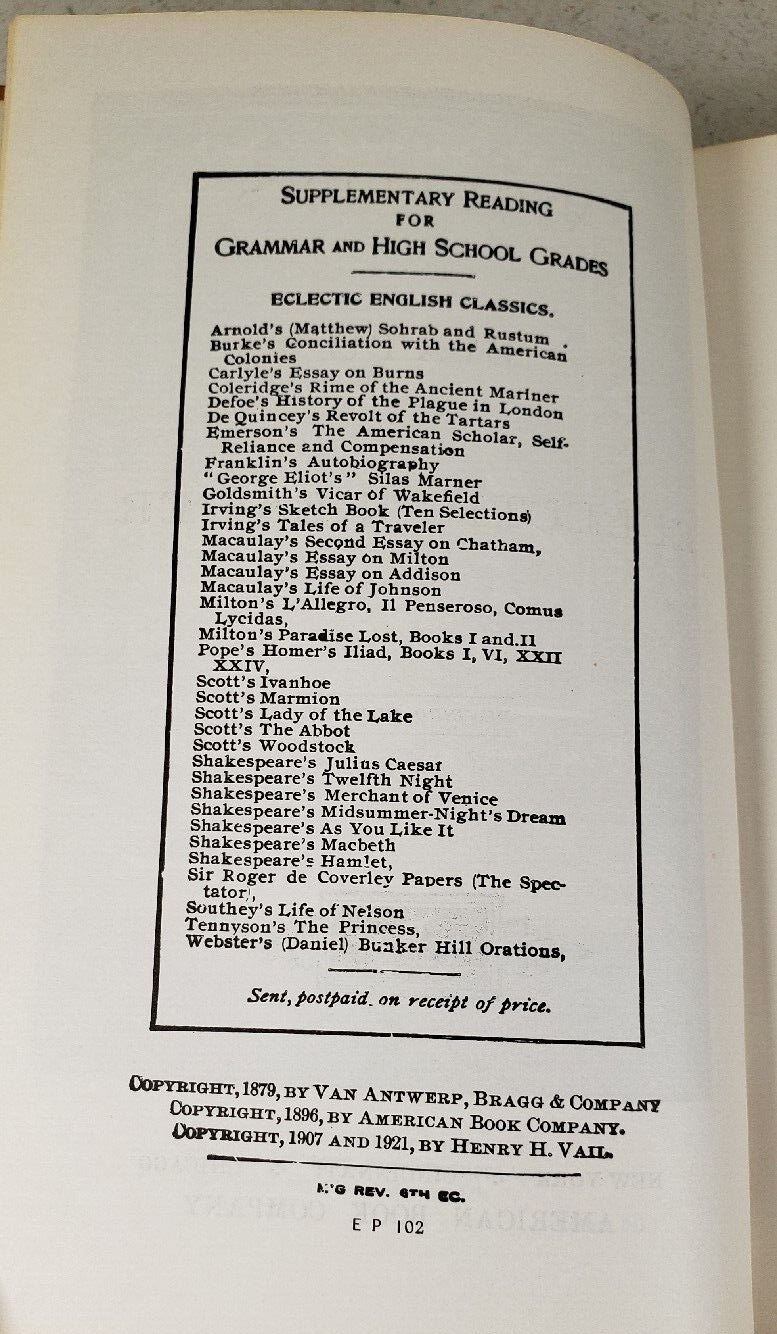 SUPPLEMENTARY READING
FOR
GRAMMAR AND HIGH SCHOOL GRADES
ECLECTIC ENGLISH CLASSICS.
Arnold's (Matthew) Sohrab and Rustum .
Burke's Conciliation with the American
Colonies
Carlyle's Essay on Burns
Coleridge's Rime of the Ancient Mariner
Defoe's History of the Plague in London
De Quincey's Revolt of the Tartars
Emerson's The American Scholar, Self-
Reliance and Compensation
Franklin's Autobiography
"George Eliot's" Silas Marner
Goldsmith's Vicar of Wakefield
Irving's Sketch Book (Ten Selections)
Irving's Tales of a Traveler
Macaulay's Second Essay on Chatham,
Macaulay's Essay on Milton
Macaulay's Essay on Addison
Macaulay's Life of Johnson
Milton's L'Allegro, Il Penseroso, Comus
Lycidas,
Milton's Paradise Lost, Books I and II
Pope's Homer's Iliad, Books I, VI, XXII
XXIV,
Scott's Ivanhoe
Scott's Marmion
Scott's Lady of the Lake
Scott's The Abbot
Scott's Woodstock
Shakespeare's Julius Caesar
Shakespeare's Twelfth Night
Shakespeare's Merchant of Venice
Shakespeare's Midsummer-Night's Dream
Shakespeare's As You Like It
Shakespeare's Macbeth
Shakespeare's Hamlet,
Sir Roger de Coverley Papers (The Spec-
tator),
Southey's Life of Nelson
Tennyson's The Princess,
Webster's (Daniel) Bunker Hill Orations,
Sent, postpaid. on receipt of price.
COPYRIGHT, 1879, BY VAN ANTWERP, BRAGG & COMPANY
COPYRIGHT, 1896, BY AMERICAN BOOK COMPANY.
COPYRIGHT, 1907 AND 1921, BY HENRY H. VAIL.
REV. 6TH EC.
E P 102